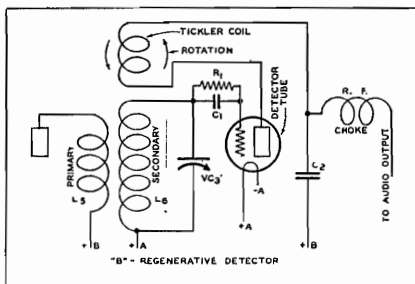 TICKLER COIL
ROTATION
R1
C1
DETECTOR
TUBE
R. F.
CHOKE
TO AUDIO OUTPUT
PRIMARY
L5
SECONDARY
L6
VC3
C2
-A
+A
+B
+A
+B
"B" - REGENERATIVE DETECTOR